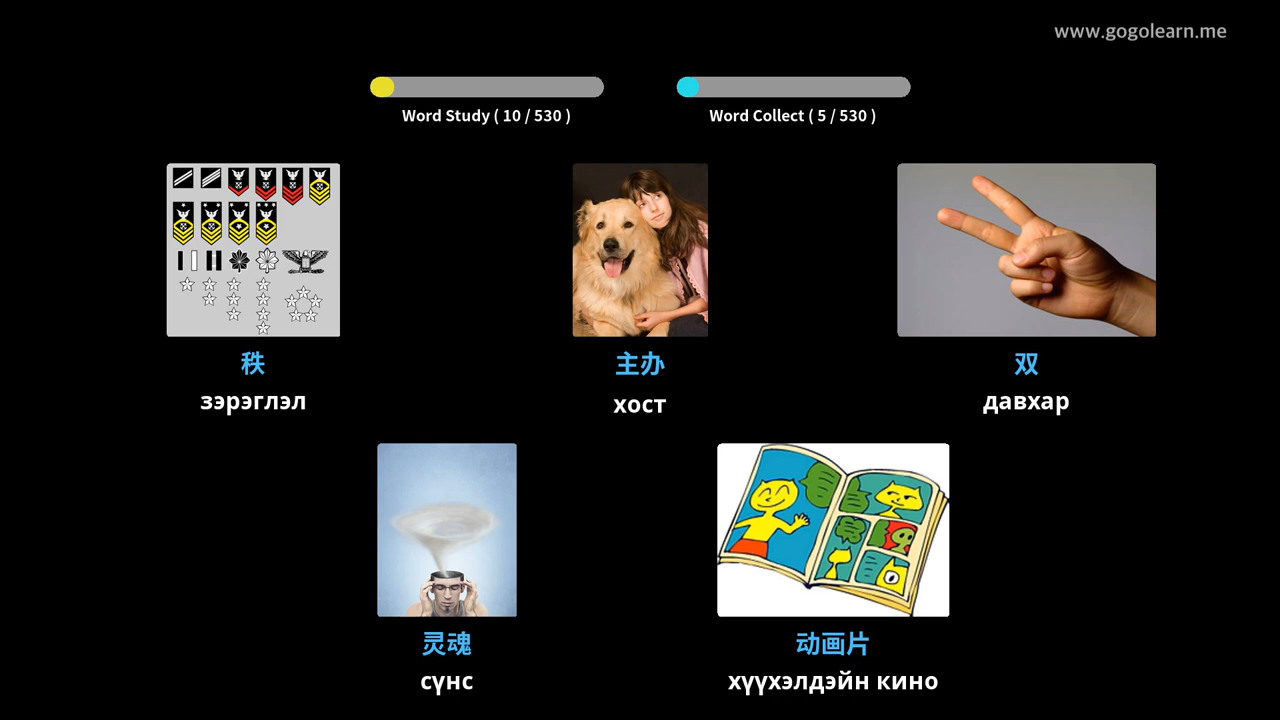 www.gogolearn.me
Word Study ( 10 / 530 )
Word Collect ( 5 / 530 )
秩
主办
双
зэрэглэл
хост
давхар
灵魂
动画片
сүнс
хүүхэлдэйн кино